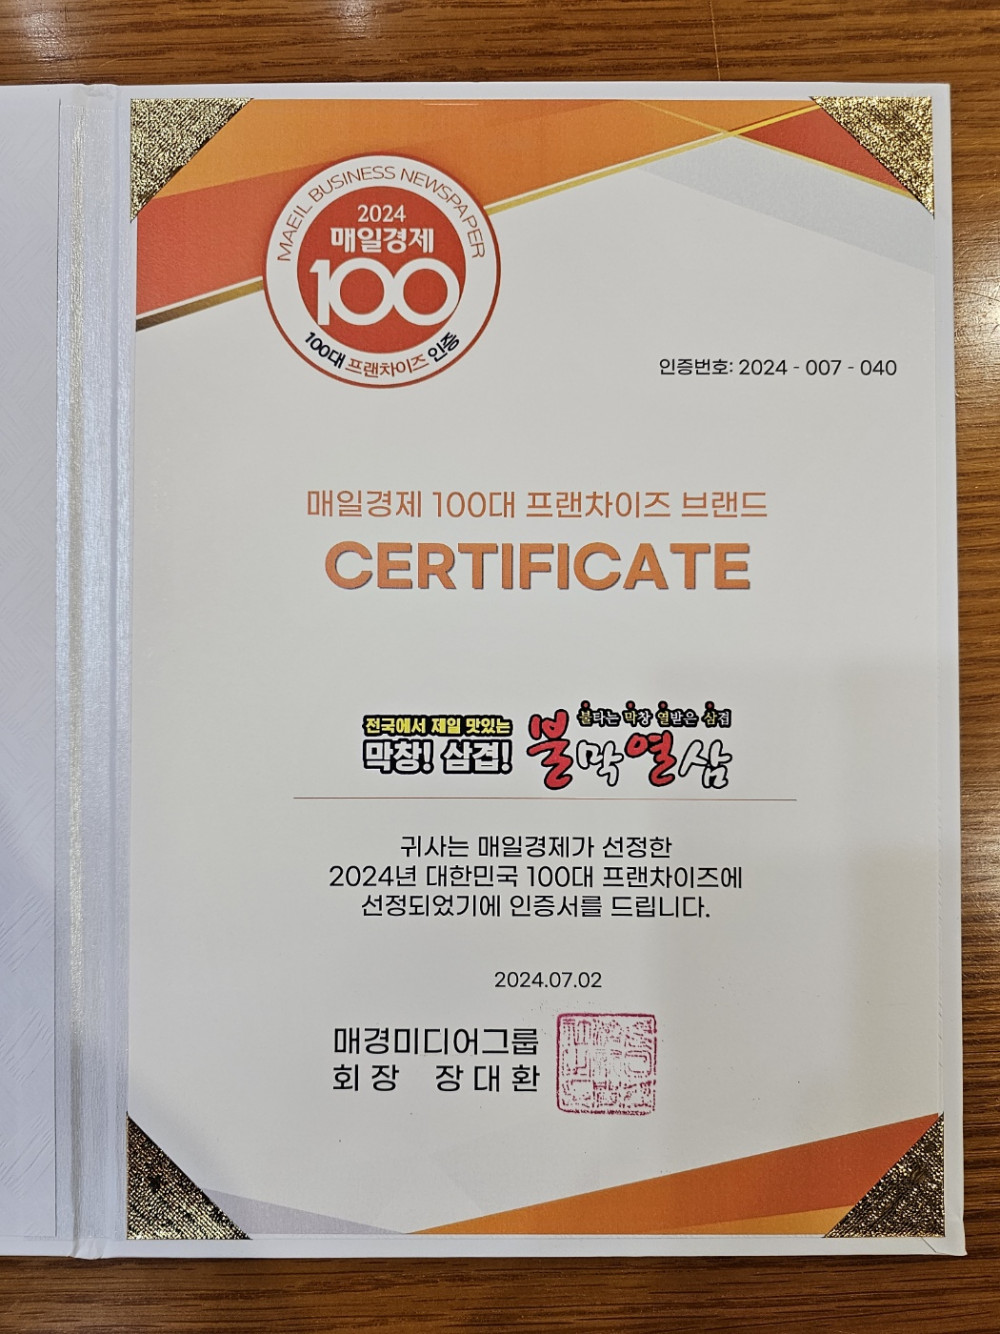 MAEIL BUSINESS NEWSPAPER
2024
매일경제
100
100대 프랜차이즈 인증
인증번호: 2024 - 007 - 040
매일경제 100대 프랜차이즈 브랜드
CERTIFICATE
전국에서 제일 맛있는
막창! 삼겹!
불타는 막창 열받은 삼겹
불막열삼
귀사는 매일경제가 선정한
2024년 대한민국 100대 프랜차이즈에
선정되었기에 인증서를 드립니다.
2024.07.02
매경미디어그룹
회 장 장 대 환